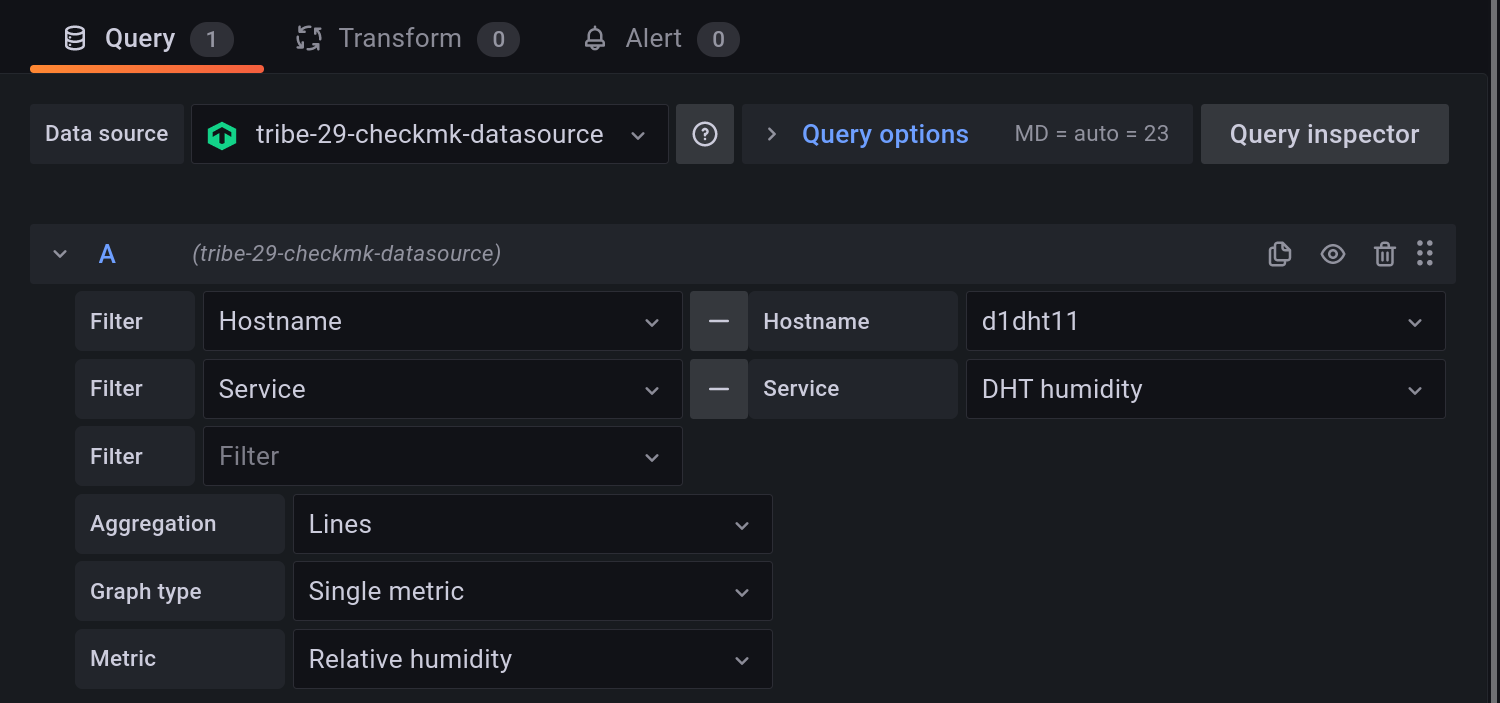 Query 1 Transform 0 Alert 0
Data source tribe-29-checkmk-datasource ? Query options MD = auto = 23 Query inspector
A (tribe-29-checkmk-datasource)
Filter Hostname Hostname d1dht11
Filter Service Service DHT humidity
Filter Filter
Aggregation Lines
Graph type Single metric
Metric Relative humidity